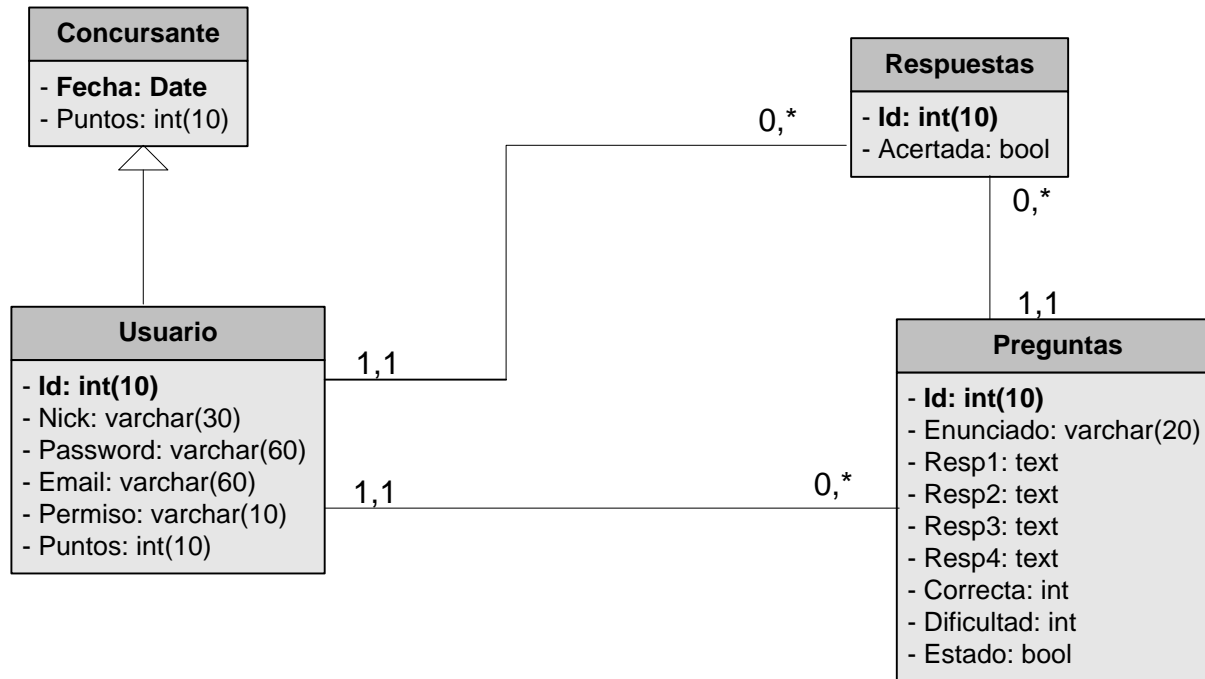 Concursante
- Fecha: Date
- Puntos: int(10)
Respuestas
- Id: int(10)
- Acertada: bool
0,*
0,*
1,1
Usuario
- Id: int(10)
- Nick: varchar(30)
- Password: varchar(60)
- Email: varchar(60)
- Permiso: varchar(10)
- Puntos: int(10)
1,1
1,1
0,*
Preguntas
- Id: int(10)
- Enunciado: varchar(20)
- Resp1: text
- Resp2: text
- Resp3: text
- Resp4: text
- Correcta: int
- Dificultad: int
- Estado: bool